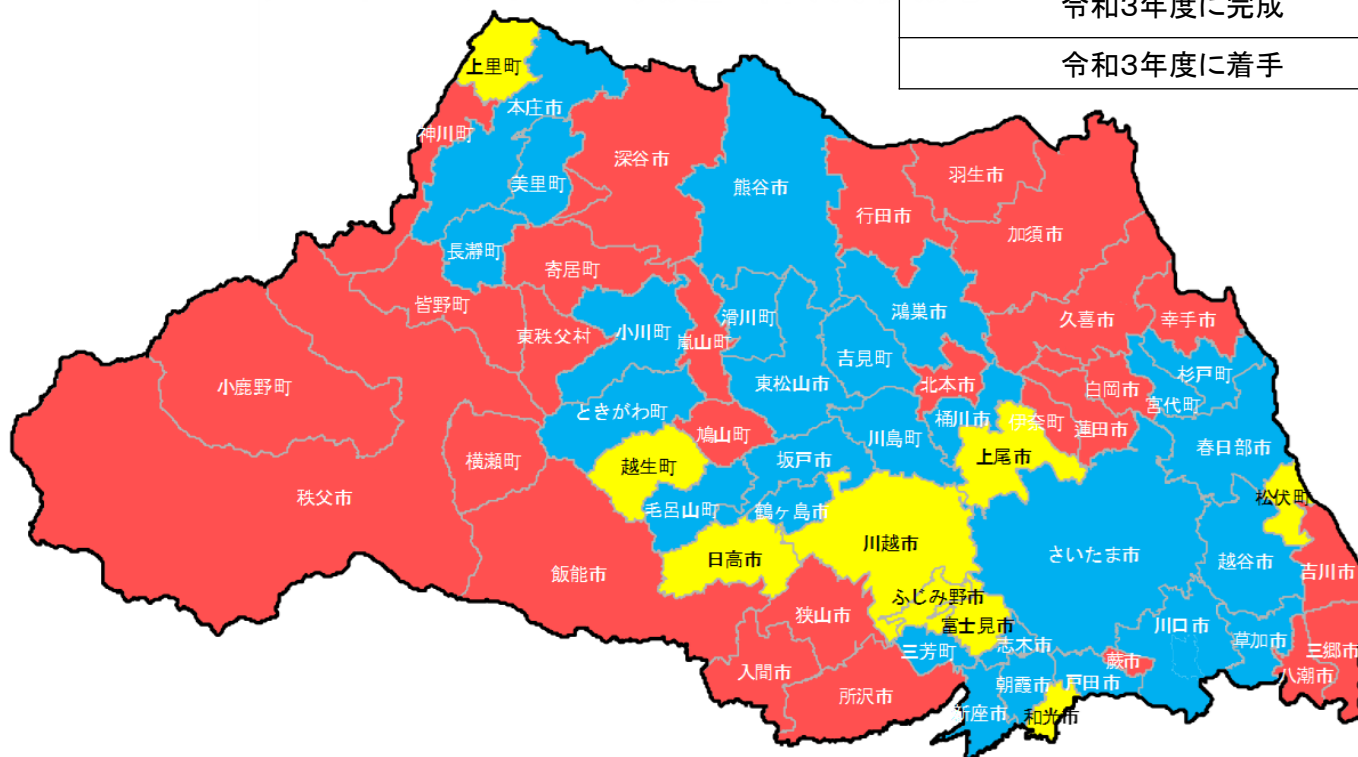 令和3年度に完成
令和3年度に着手
上里町
本庄市
神川町
深谷市
美里町
熊谷市
羽生市
行田市
加須市
長瀞町
寄居町
皆野町
鴻巣市
久喜市
幸手市
東秩父村
小川町
嵐山町
滑川町
吉見町
杉戸町
小鹿野町
東松山市
北本市
白岡市
宮代町
ときがわ町
桶川市
伊奈町
蓮田市
鳩山町
川島町
春日部市
横瀬町
越生町
坂戸市
上尾市
秩父市
松伏町
毛呂山町
鶴ヶ島市
川越市
さいたま市
日高市
越谷市
飯能市
吉川市
ふじみ野市
狭山市
富士見市
川口市
三芳町
志木市
草加市
三郷市
蕨市
入間市
八潮市
朝霞市
戸田市
所沢市
新座市
和光市